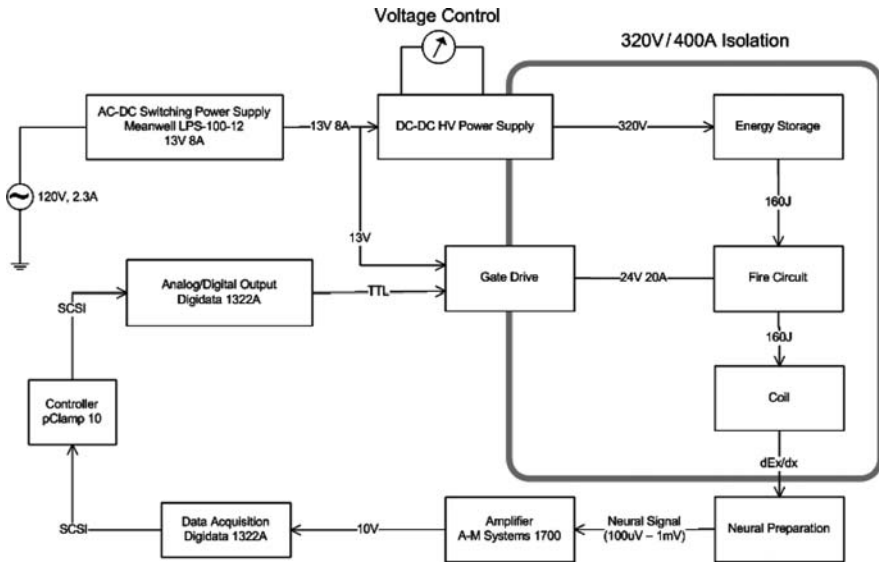 Voltage Control
320V/400A Isolation
AC-DC Switching Power Supply
Meanwell LPS-100-12
13V 8A
13V 8A
DC-DC HV Power Supply
320V
Energy Storage
120V, 2.3A
160J
13V
Analog/Digital Output
Digidata 1322A
TTL
Gate Drive
24V 20A
Fire Circuit
SCSI
160J
Controller
pClamp 10
Coil
dEx/dx
SCSI
Data Acquisition
Digidata 1322A
10V
Amplifier
A-M Systems 1700
Neural Signal
(100uV – 1mV)
Neural Preparation